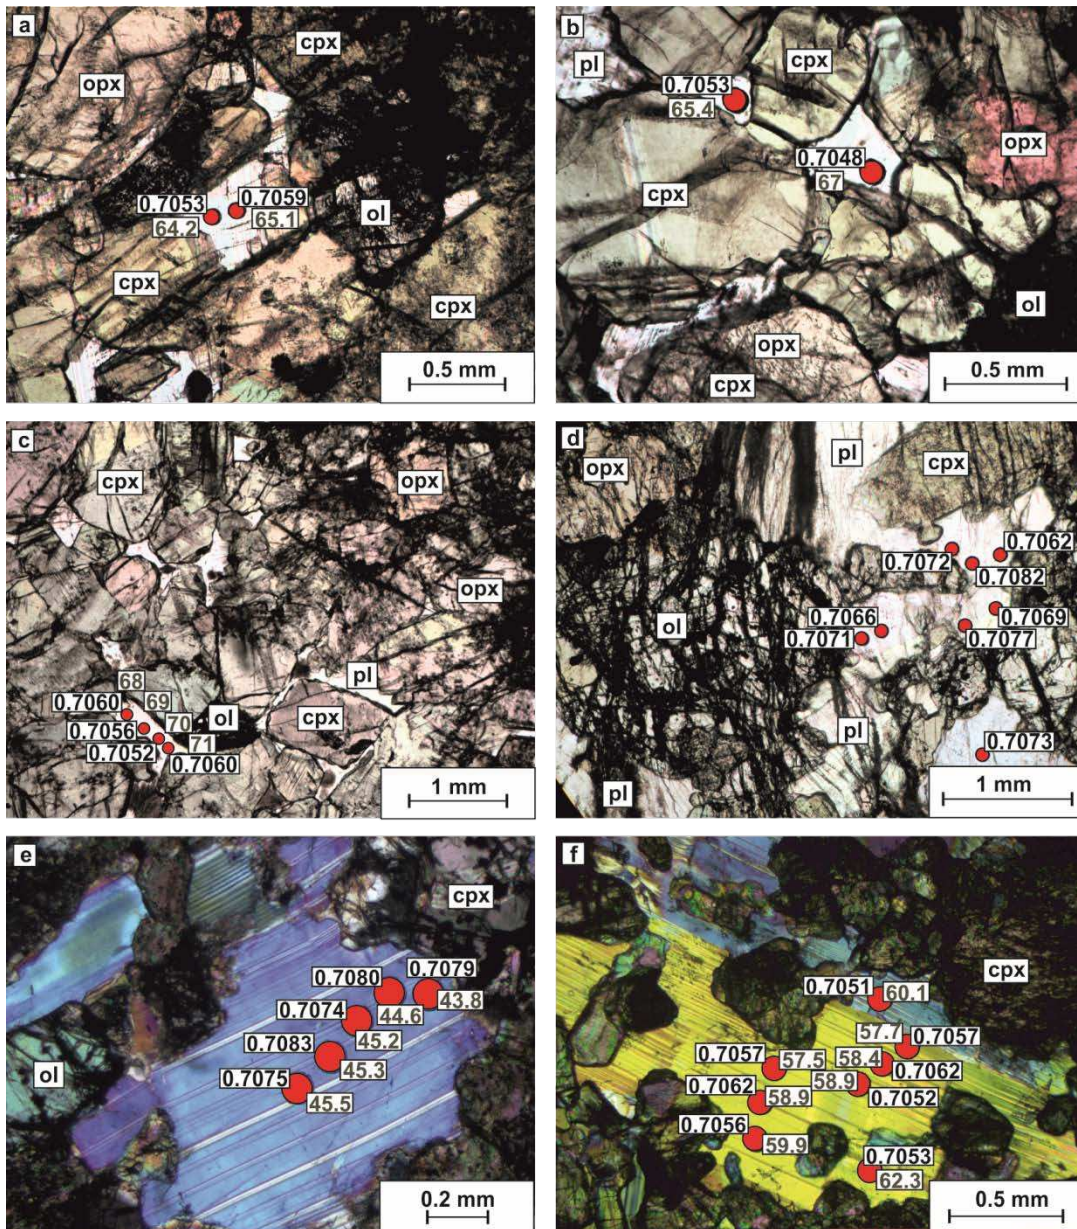 a
opx
cpx
0.7053
0.7059
64.2
65.1
ol
cpx
cpx
0.5 mm
b
pl
cpx
0.7053
65.4
opx
0.7048
67
cpx
ol
opx
cpx
0.5 mm
c
cpx
opx
opx
pl
68
0.7060
69
0.7056
70
ol
cpx
0.7052
71
0.7060
1 mm
d
opx
pl
cpx
0.7072
0.7062
0.7082
0.7066
0.7069
ol
0.7071
0.7077
pl
0.7073
pl
1 mm
e
cpx
0.7080
0.7079
44.6
43.8
0.7074
45.2
0.7083
45.3
ol
0.7075
45.5
0.2 mm
f
cpx
0.7051
60.1
57.7
0.7057
0.7057
57.5
58.4
0.7062
0.7062
58.9
58.9
0.7052
0.7056
59.9
0.7053
62.3
0.5 mm